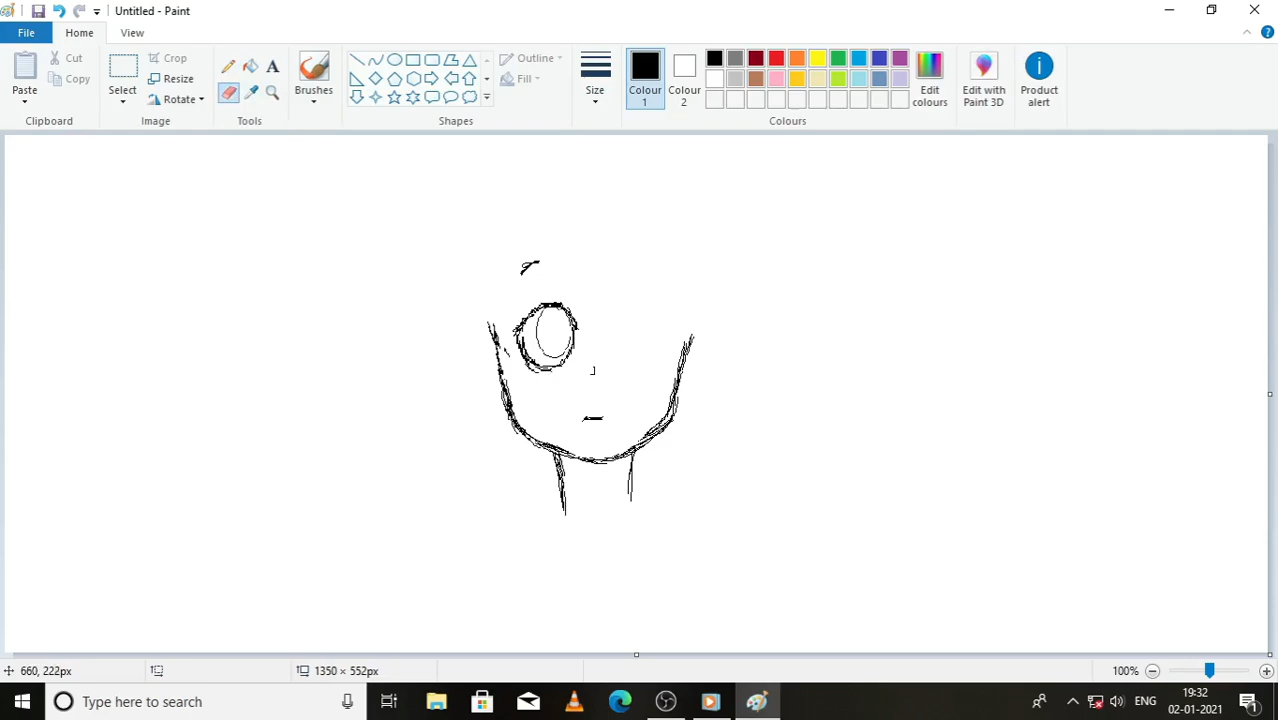 Untitled - Paint
File
Home
View
Paste
Cut
Copy
Clipboard
Select
Crop
Resize
Rotate
Image
A
Tools
Brushes
Outline
Fill
Shapes
Size
Colour
1
Colour
2
Edit
colours
Colours
Edit with
Paint 3D
Product
alert
660, 222px
1350 × 552px
100%
Type here to search
ENG
19:32
02-01-2021
1